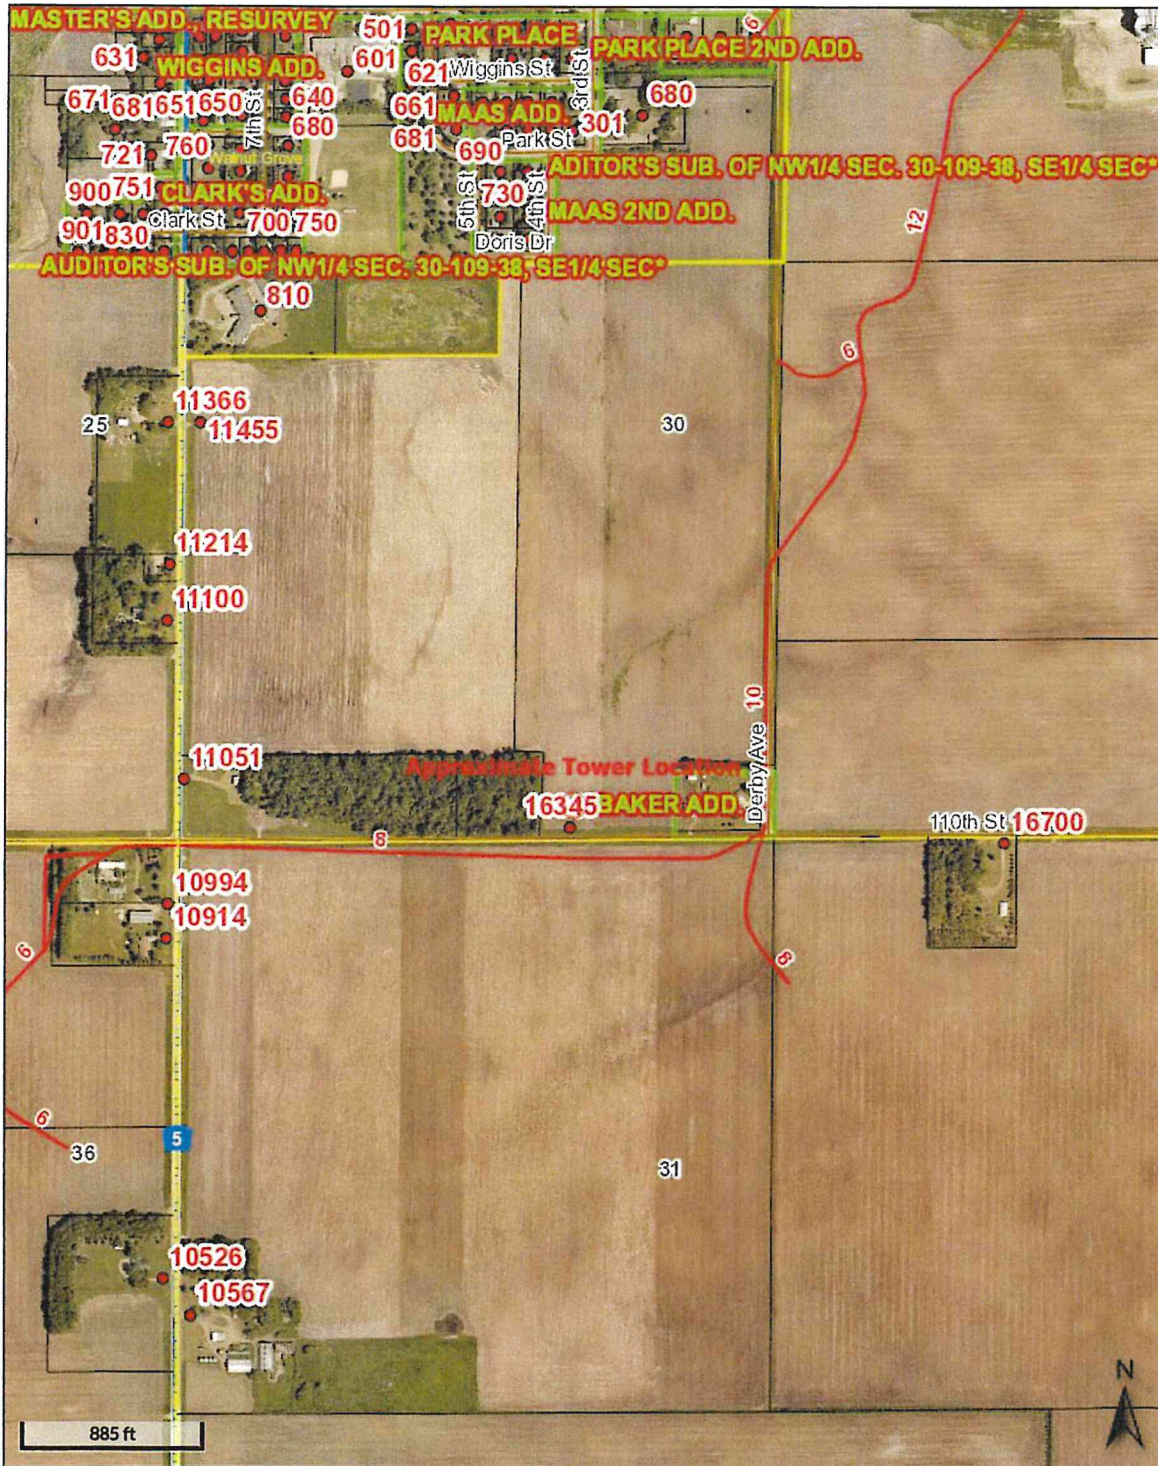 MASTER'S ADD., RESURVEY
501
PARK PLACE
6
631
601
PARK PLACE 2ND ADD.
WIGGINS ADD.
621
Wiggins St
3rd St
671
681
651
650
640
661
MAAS ADD.
680
7th St
680
681
Park St
301
760
690
721
Walnut Grove
ADITOR'S SUB. OF NW1/4 SEC. 30-109-38, SE1/4 SEC*
900
751
CLARK'S ADD.
5th St
730
4th St
MAAS 2ND ADD.
901
830
Clark St
700
750
12
Doris Dr
AUDITOR'S SUB. OF NW1/4 SEC. 30-109-38, SE1/4 SEC*
810
6
11366
25
11455
30
11214
11100
10
Derby Ave
11051
Approximate Tower Location
16345
BAKER ADD.
110th St
16700
8
10994
10914
6
8
6
5
36
31
10526
10567
N
885 ft